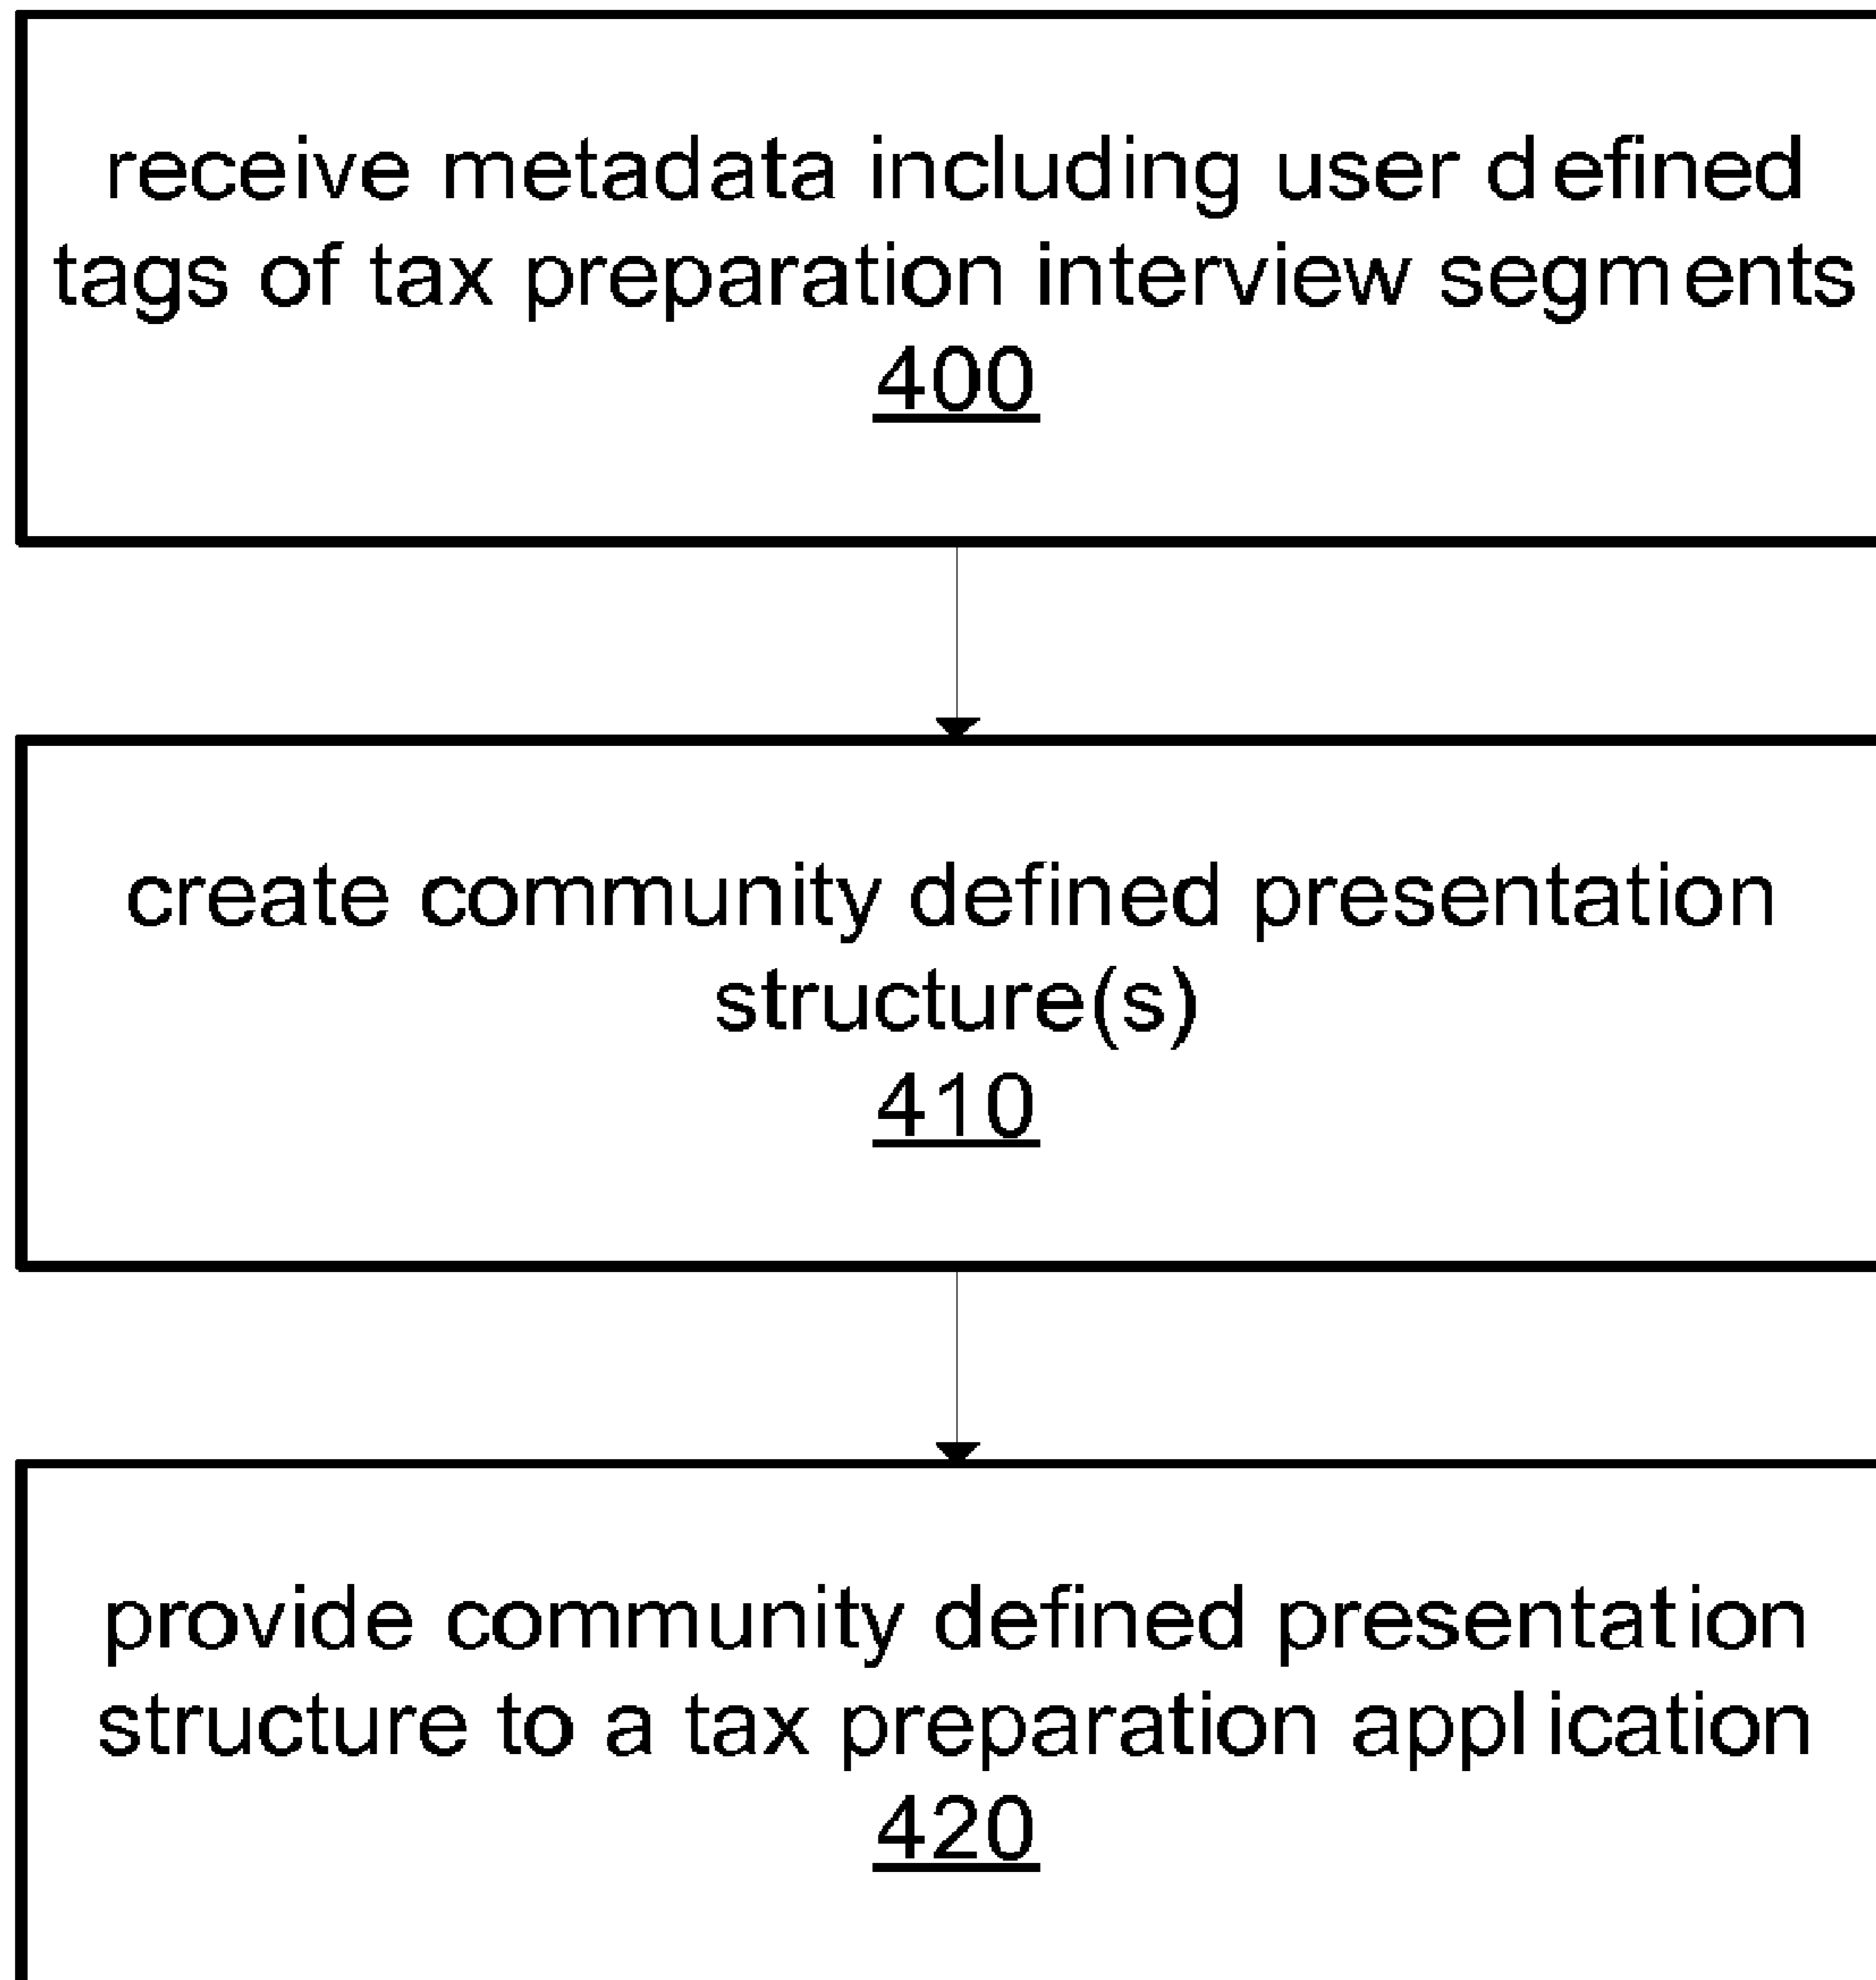 receive metadata including user defined
tags of tax preparation interview segments
400
create community defined presentation
structure(s)
410
provide community defined presentation
structure to a tax preparation application
420